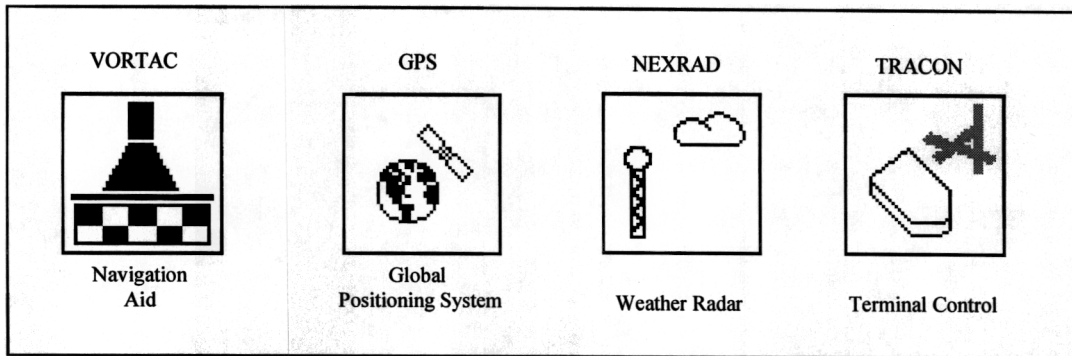 VORTAC
GPS
NEXRAD
TRACON
Navigation
Aid
Global
Positioning System
Weather Radar
Terminal Control